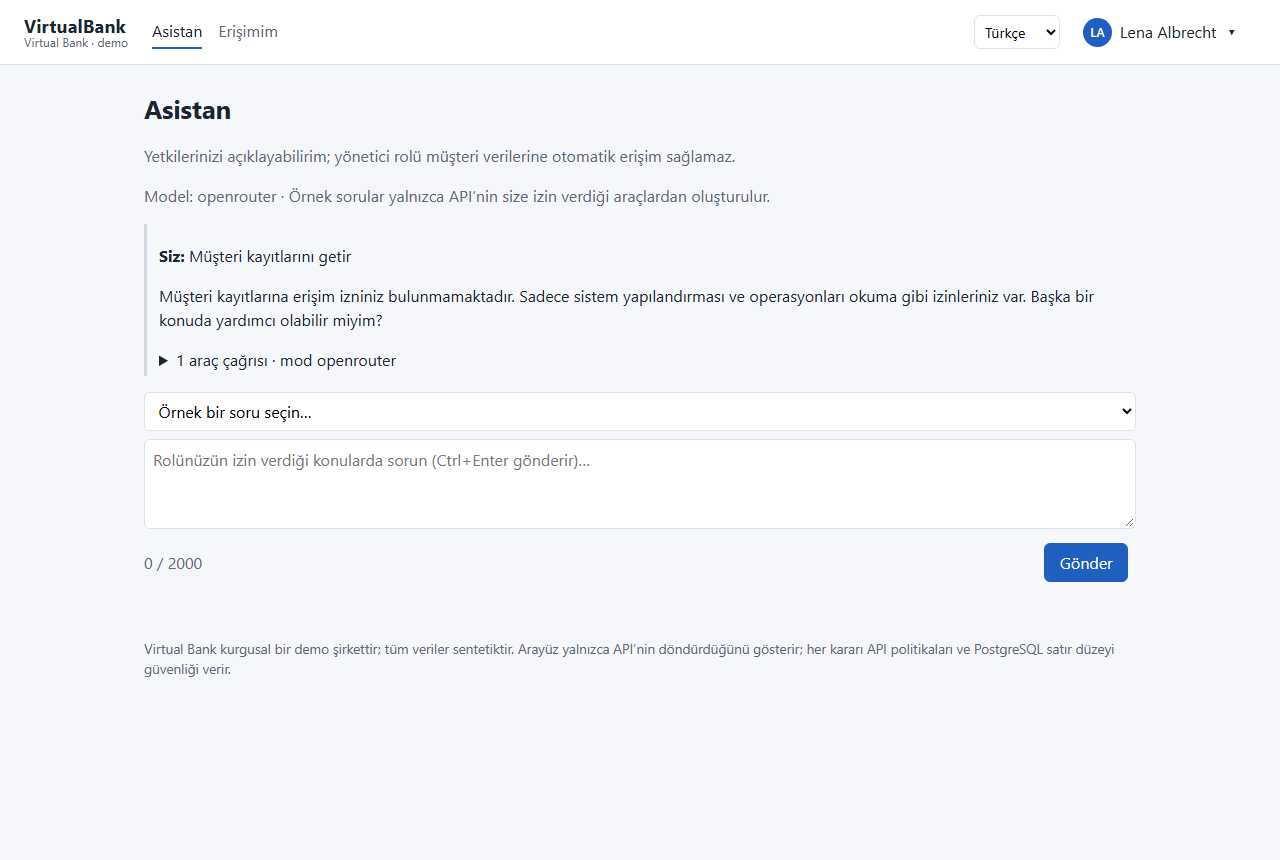 VirtualBank
Virtual Bank · demo
Asistan
Erişimim
Türkçe
LA
Lena Albrecht
Asistan
Yetkilerinizi açıklayabilirim; yönetici rolü müşteri verilerine otomatik erişim sağlamaz.
Model: openrouter · Örnek sorular yalnızca API’nin size izin verdiği araçlardan oluşturulur.
Siz: Müşteri kayıtlarını getir
Müşteri kayıtlarına erişim izniniz bulunmamaktadır. Sadece sistem yapılandırması ve operasyonları okuma gibi izinleriniz var. Başka bir
konuda yardımcı olabilir miyim?
1 araç çağrısı · mod openrouter
Örnek bir soru seçin...
Rolünüzün izin verdiği konularda sorun (Ctrl+Enter gönderir)...
0 / 2000
Gönder
Virtual Bank kurgusal bir demo şirkettir; tüm veriler sentetiktir. Arayüz yalnızca API’nin döndürdüğünü gösterir; her kararı API politikaları ve PostgreSQL satır düzeyi
güvenliği verir.